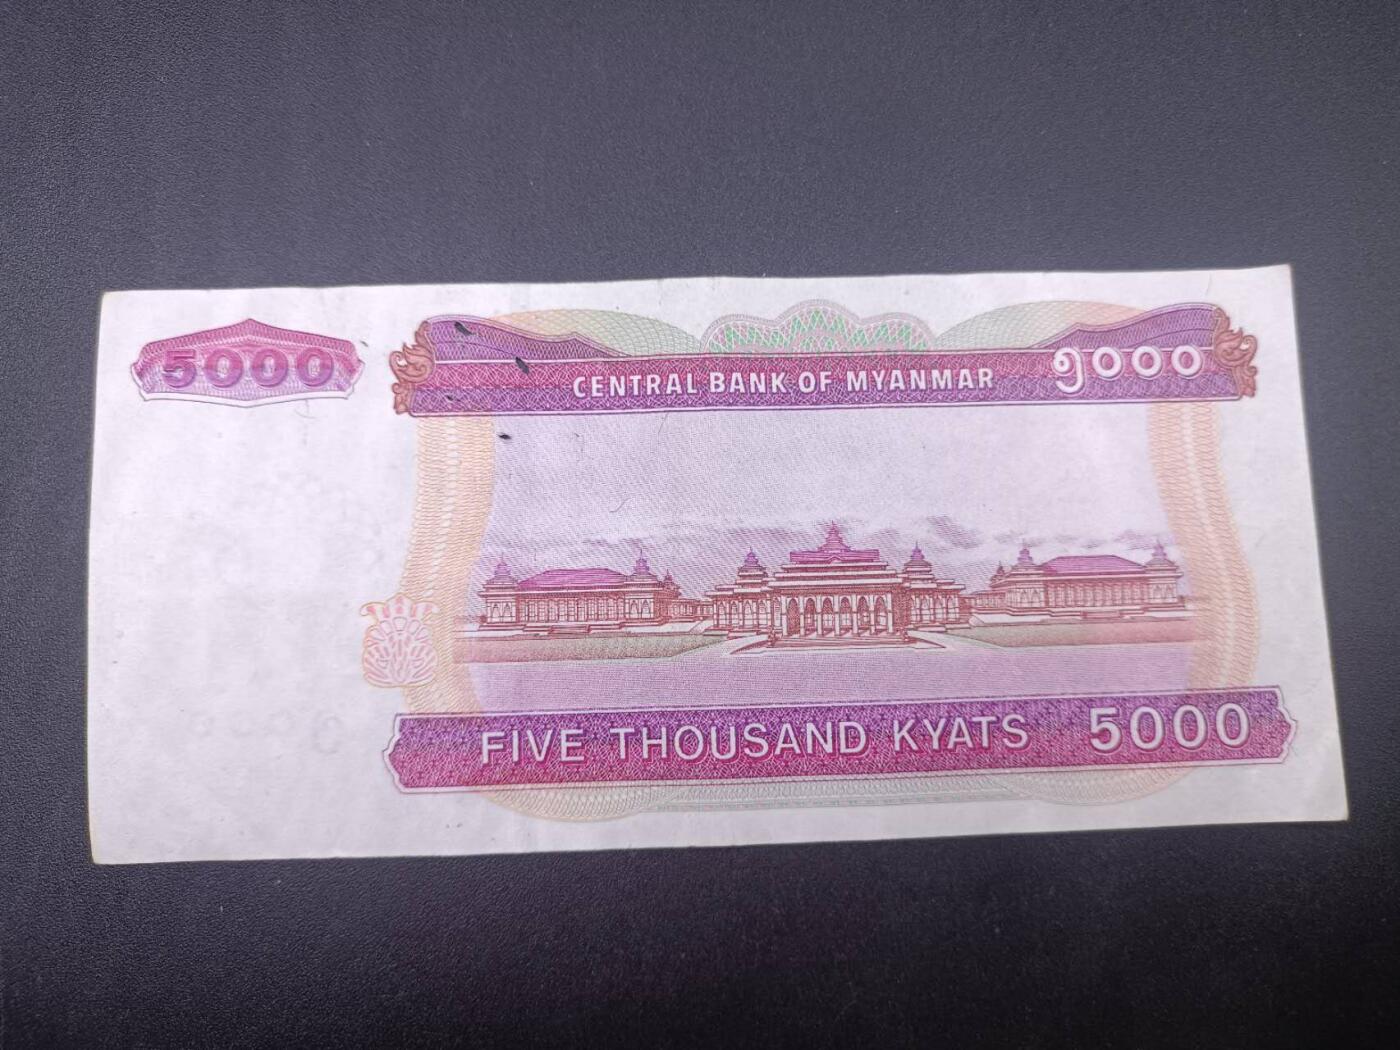 5000
CENTRAL BANK OF MYANMAR ၅၀၀၀
FIVE THOUSAND KYATS 5000